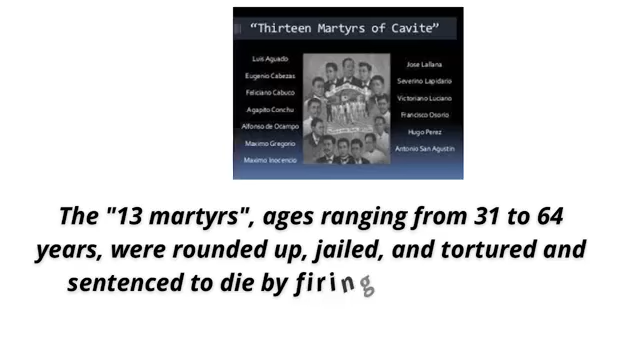 "Thirteen Martyrs of Cavite"
Luis Aguado
Eugenio Cabezas
Feliciano Cabuco
Agapito Conchu
Alfonso de Ocampo
Maximo Gregorio
Maximo Inocencio
Jose Lallana
Severino Lapidario
Victoriano Luciano
Francisco Osorio
Hugo Perez
Antonio San Agustin
The "13 martyrs", ages ranging from 31 to 64
years, were rounded up, jailed, and tortured and
sentenced to die by firing